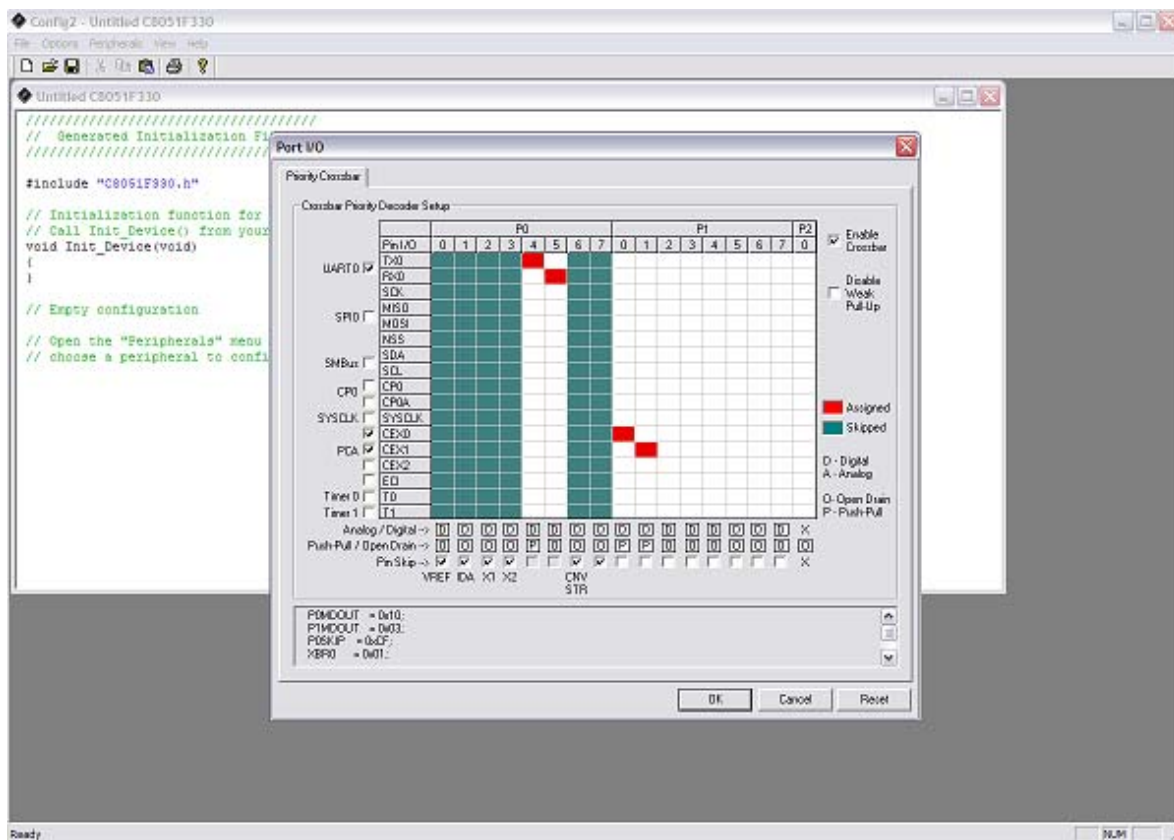 Config2 - Untitled C8051F330
File Options Peripherals View Help
Untitled C8051F330
/////////////////////////////////////
// Generated Initialization Fi
#include "C8051F330.h"
// Initialization function for
// Call Init_Device() from your
void Init_Device(void)
{
}
// Empty configuration
// Open the "Peripherals" menu
// choose a peripheral to confi
Port I/O
Priority Crossbar
Crossbar Priority Decoder Setup
P0 P1 P2
Pin I/O 0 1 2 3 4 5 6 7 0 1 2 3 4 5 6 7 0
UART0 TX0
RX0
SCK
SPI0 MISO
MOSI
NSS
SMBus SDA
SCL
CP0 CP0
CP0A
SYSCLK SYSCLK
CEX0
PCA CEX1
CEX2
ECI
Timer 0 T0
Timer 1 T1
Analog / Digital -> D D D D D D D D D D D D D D D D X
Push-Pull / Open Drain -> O O O O P O O O P P O O O O O O O
Pin Skip -> X
VREF IDA X1 X2 CNV
STR
Enable
Crossbar
Disable
Weak
Pull-Up
Assigned
Skipped
D - Digital
A - Analog
O- Open Drain
P - Push-Pull
P0MDOUT = 0x10;
P1MDOUT = 0x03;
P0SKIP = 0xCF;
XBR0 = 0x01;
OK Cancel Reset
Ready
NUM